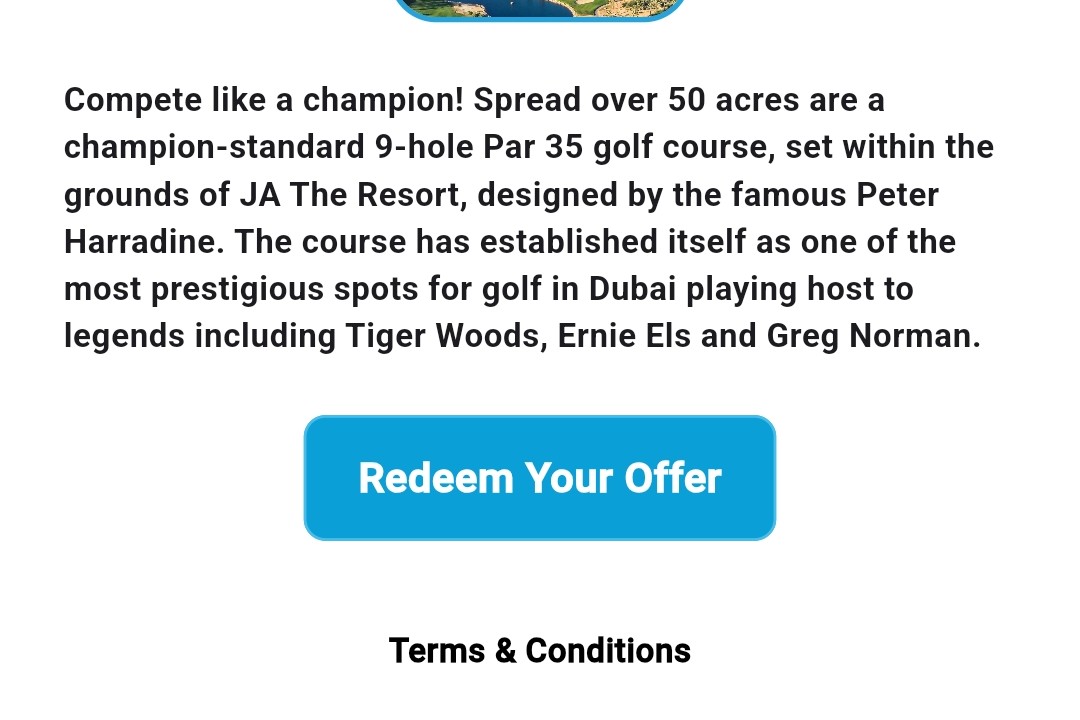 Compete like a champion! Spread over 50 acres are a
champion-standard 9-hole Par 35 golf course, set within the
grounds of JA The Resort, designed by the famous Peter
Harradine. The course has established itself as one of the
most prestigious spots for golf in Dubai playing host to
legends including Tiger Woods, Ernie Els and Greg Norman.
Redeem Your Offer
Terms & Conditions